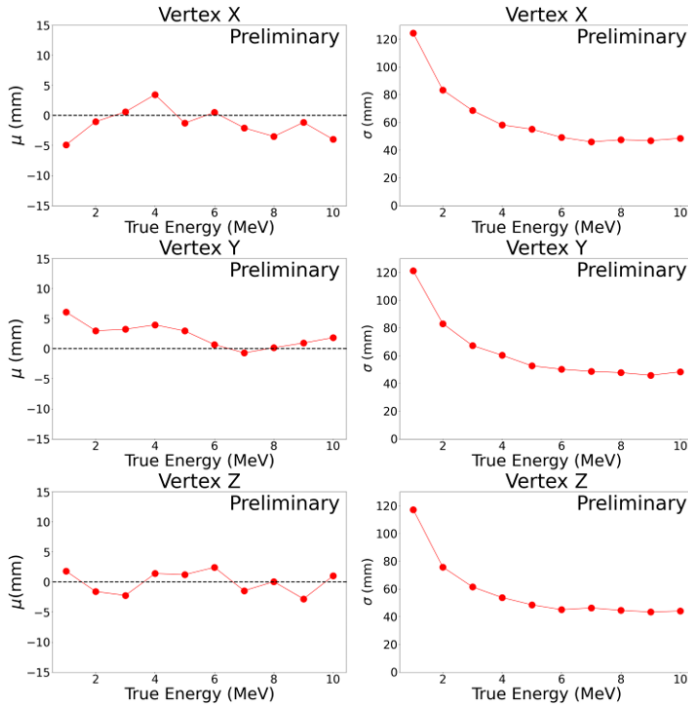 Vertex X
Preliminary
15
10
5
0
−5
−10
−15
μ (mm)
2 4 6 8 10
True Energy (MeV)
Vertex X
Preliminary
120
100
80
60
40
20
0
σ (mm)
2 4 6 8 10
True Energy (MeV)
Vertex Y
Preliminary
15
10
5
0
−5
−10
−15
μ (mm)
2 4 6 8 10
True Energy (MeV)
Vertex Y
Preliminary
120
100
80
60
40
20
0
σ (mm)
2 4 6 8 10
True Energy (MeV)
Vertex Z
Preliminary
15
10
5
0
−5
−10
−15
μ(mm)
2 4 6 8 10
True Energy (MeV)
Vertex Z
Preliminary
120
100
80
60
40
20
0
σ (mm)
2 4 6 8 10
True Energy (MeV)